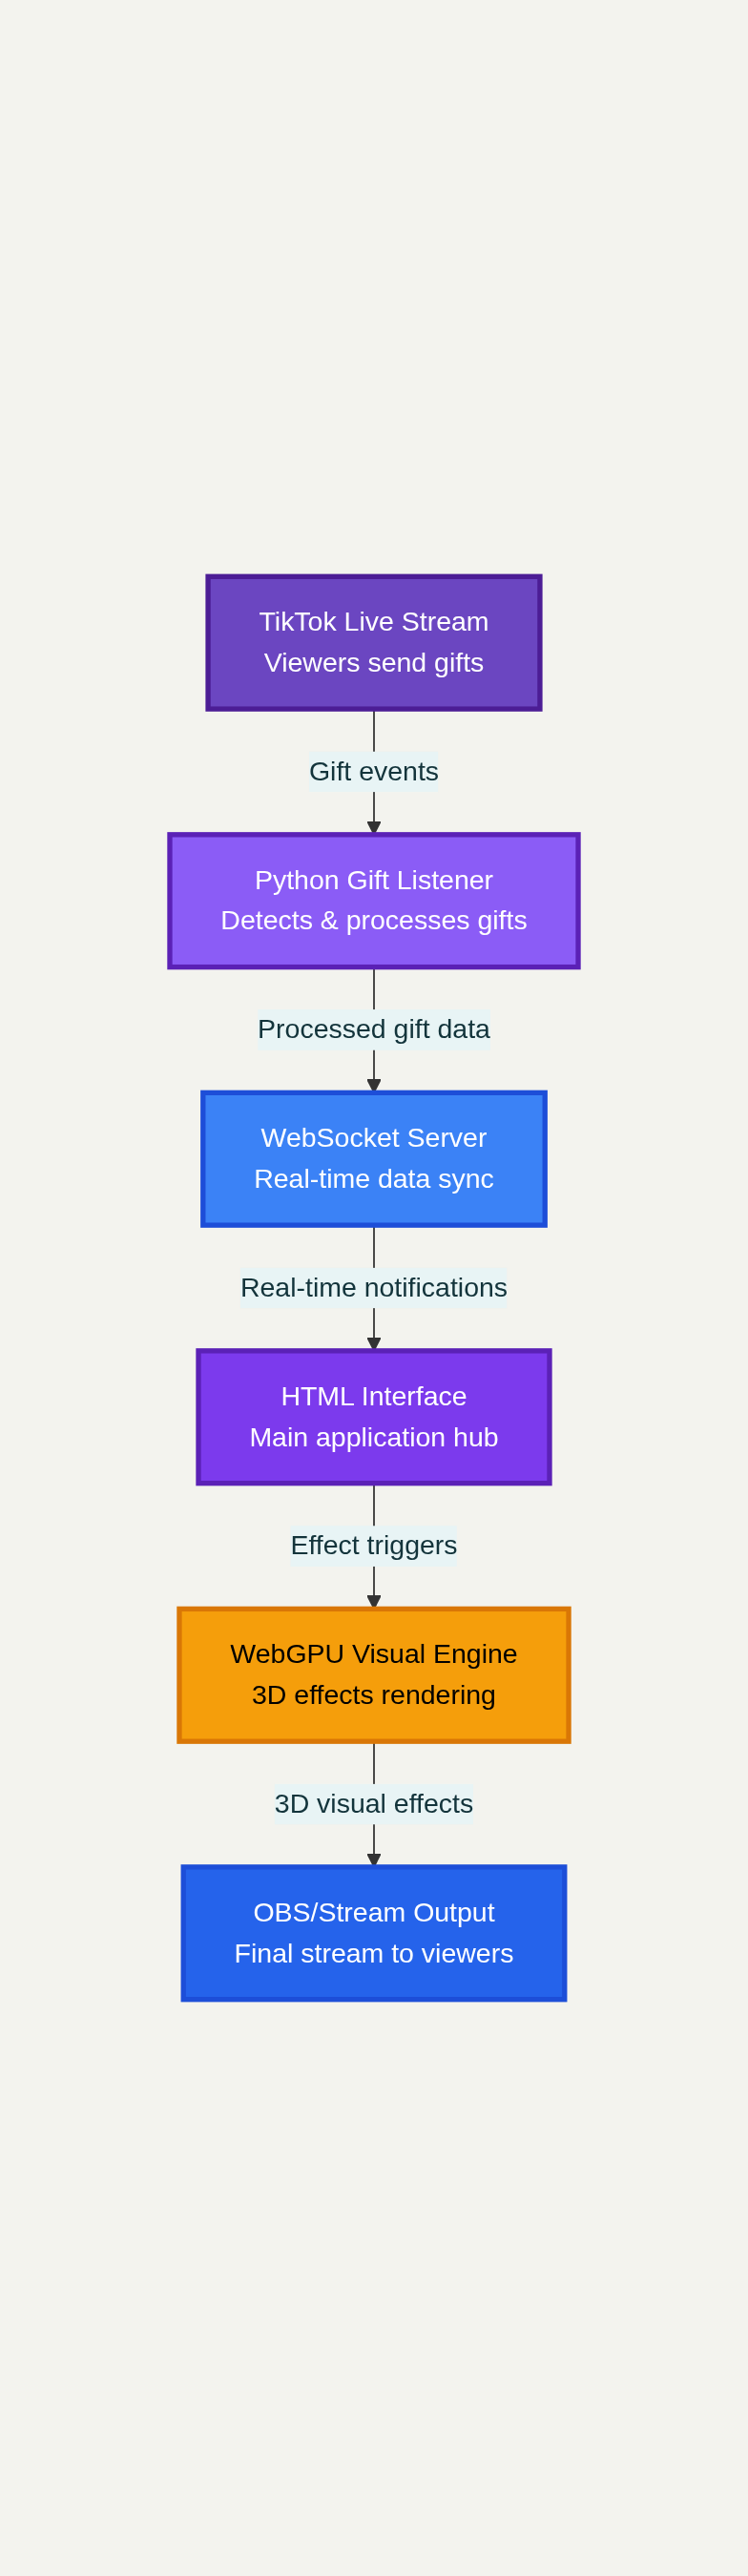 TikTok Live Stream
Viewers send gifts
Gift events
Python Gift Listener
Detects & processes gifts
Processed gift data
WebSocket Server
Real-time data sync
Real-time notifications
HTML Interface
Main application hub
Effect triggers
WebGPU Visual Engine
3D effects rendering
3D visual effects
OBS/Stream Output
Final stream to viewers